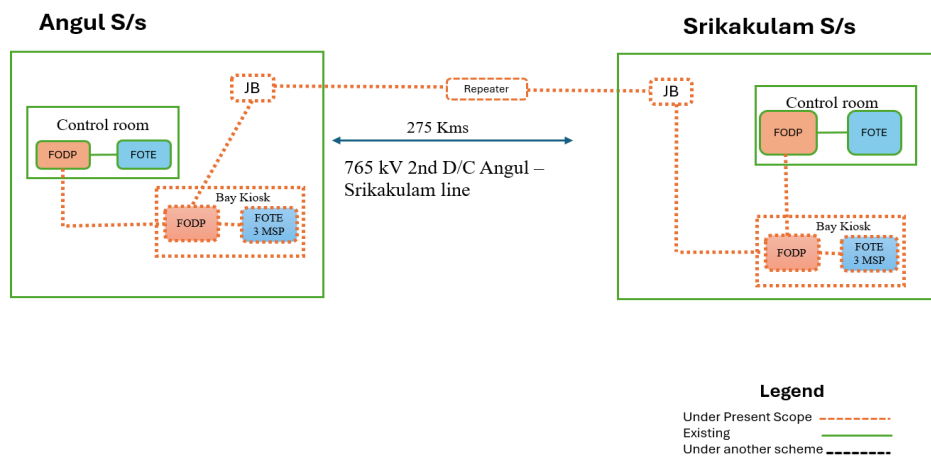 Angul S/s
Srikakulam S/s
JB
Repeater
JB
Control room
FODP
FOTE
275 Kms
765 kV 2nd D/C Angul –
Srikakulam line
Control room
FODP
FOTE
Bay Kiosk
FODP
FOTE
3 MSP
Bay Kiosk
FODP
FOTE
3 MSP
Legend
Under Present Scope
Existing
Under another scheme